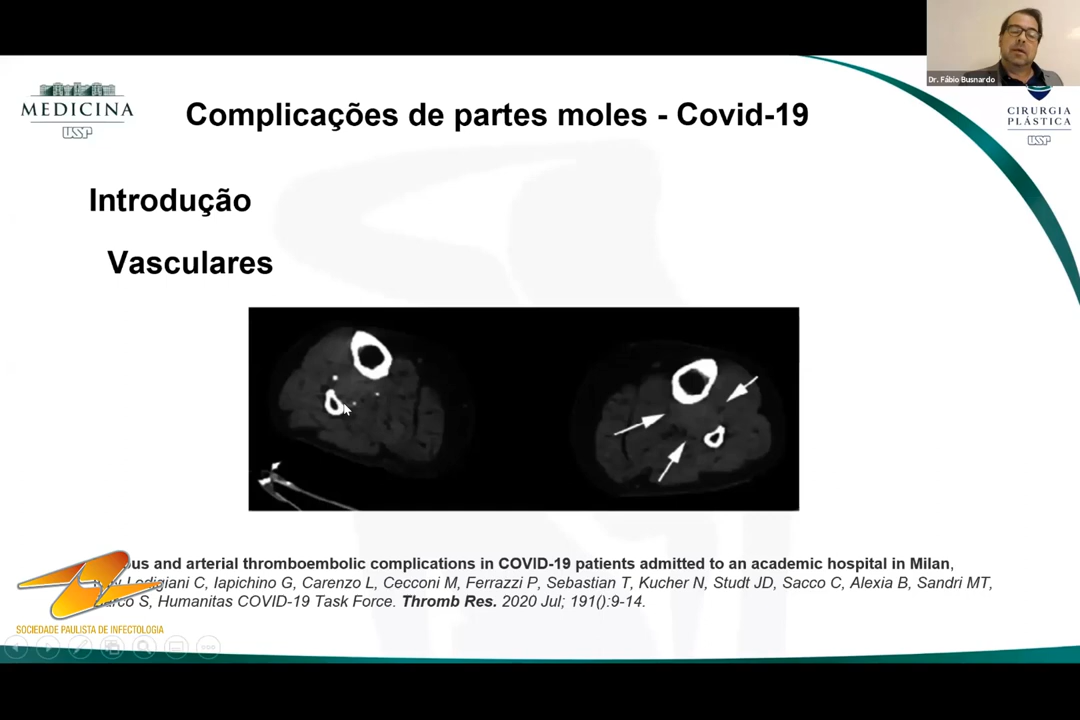 Dr. Fábio Busnardo
MEDICINA
USP
Complicações de partes moles - Covid-19
CIRURGIA
PLÁSTICA
USP
Introdução
Vasculares
and arterial thromboembolic complications in COVID-19 patients admitted to an academic hospital in Milan,
Lodigiani C, Iapichino G, Carenzo L, Cecconi M, Ferrazzi P, Sebastian T, Kucher N, Studt JD, Sacco C, Alexia B, Sandri MT,
S, Humanitas COVID-19 Task Force. Thromb Res. 2020 Jul; 191():9-14.
SOCIEDADE PAULISTA DE INFECTOLOGIA